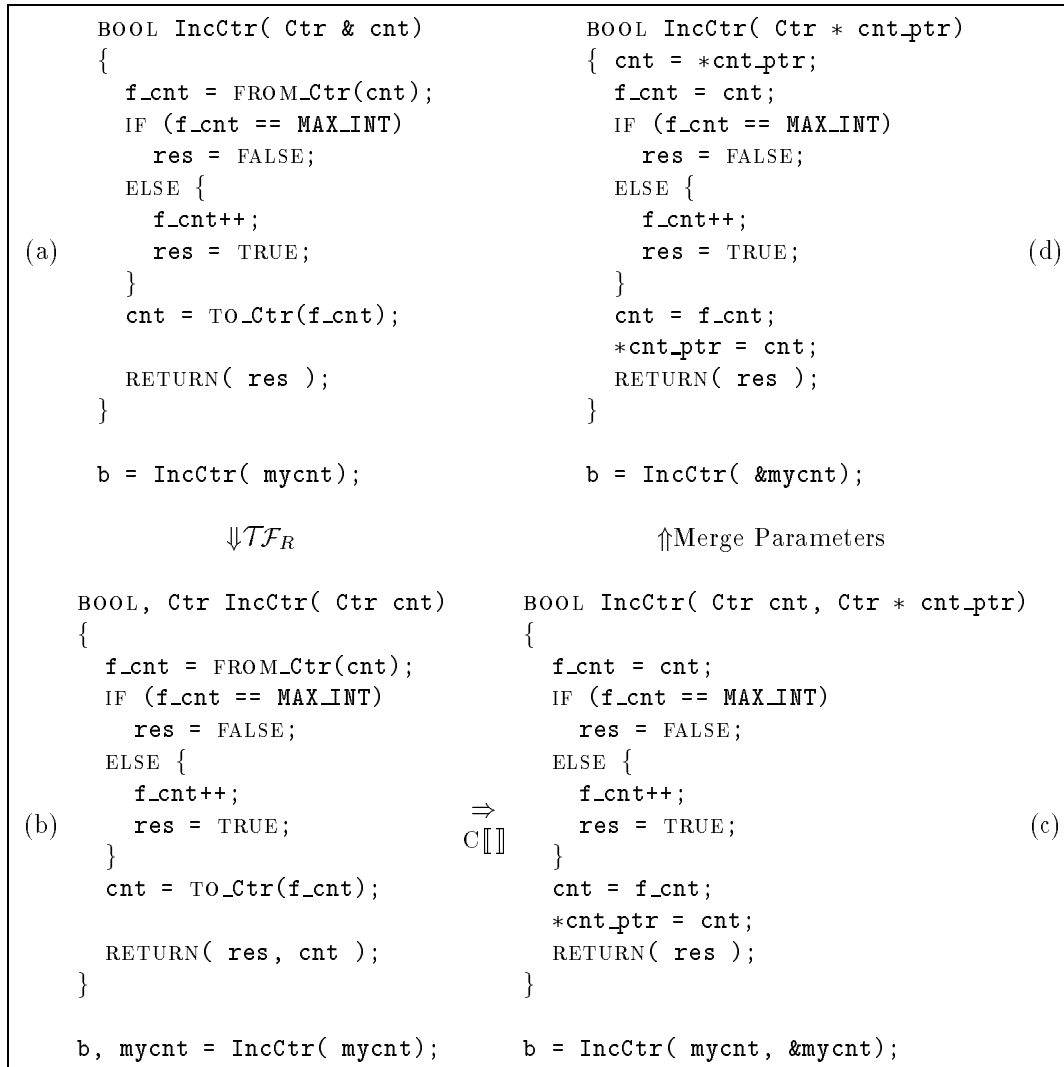 BOOL IncCtr( Ctr & cnt)
{
f_cnt = FROM_Ctr(cnt);
IF (f_cnt == MAX_INT)
res = FALSE;
ELSE {
f_cnt++;
(a) res = TRUE;
}
cnt = TO_Ctr(f_cnt);
RETURN( res );
}
b = IncCtr( mycnt);
BOOL IncCtr( Ctr * cnt_ptr)
{ cnt = *cnt_ptr;
f_cnt = cnt;
IF (f_cnt == MAX_INT)
res = FALSE;
ELSE {
f_cnt++;
res = TRUE; (d)
}
cnt = f_cnt;
*cnt_ptr = cnt;
RETURN( res );
}
b = IncCtr( &mycnt);
⇓𝒯ℱ_R
⇑Merge Parameters
BOOL, Ctr IncCtr( Ctr cnt)
{
f_cnt = FROM_Ctr(cnt);
IF (f_cnt == MAX_INT)
res = FALSE;
ELSE {
f_cnt++;
(b) res = TRUE;
}
cnt = TO_Ctr(f_cnt);
RETURN( res, cnt );
}
b, mycnt = IncCtr( mycnt);
⇒
C⟦⟧
BOOL IncCtr( Ctr cnt, Ctr * cnt_ptr)
{
f_cnt = cnt;
IF (f_cnt == MAX_INT)
res = FALSE;
ELSE {
f_cnt++;
res = TRUE; (c)
}
cnt = f_cnt;
*cnt_ptr = cnt;
RETURN( res );
}
b = IncCtr( mycnt, &mycnt);